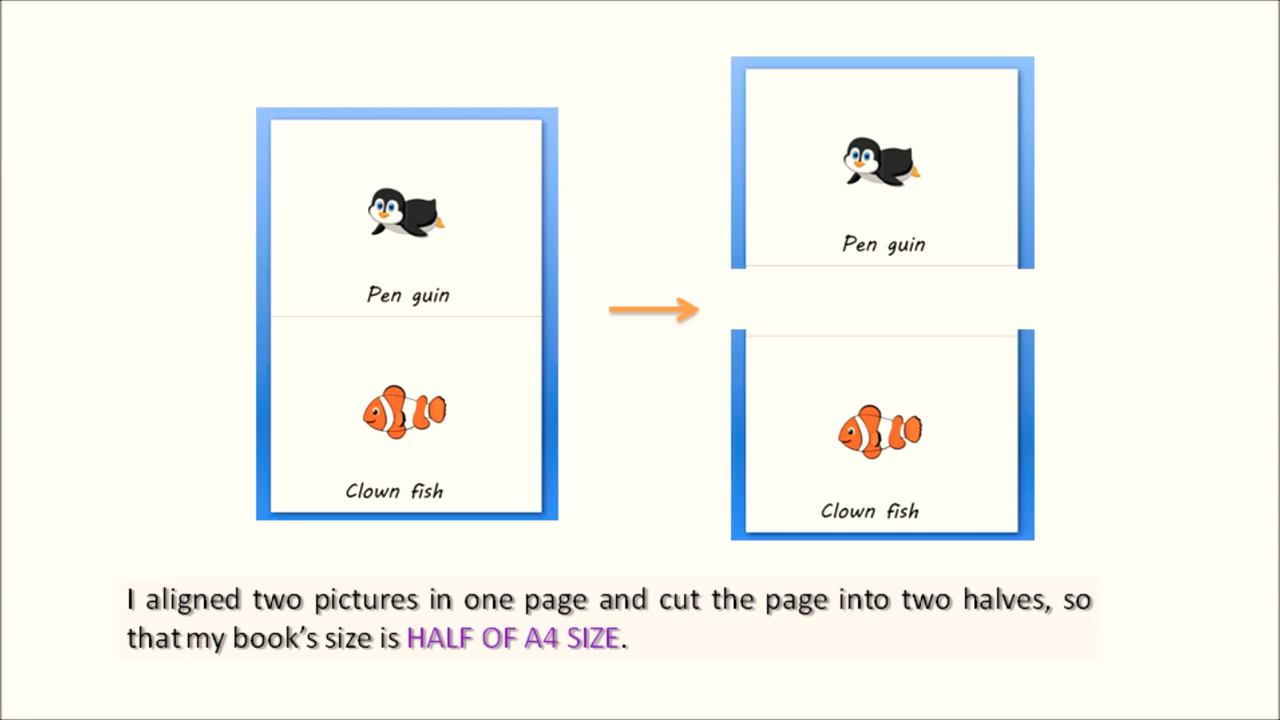 Pen guin
Clown fish
Pen guin
Clown fish
I aligned two pictures in one page and cut the page into two halves, so
that my book's size is HALF OF A4 SIZE.